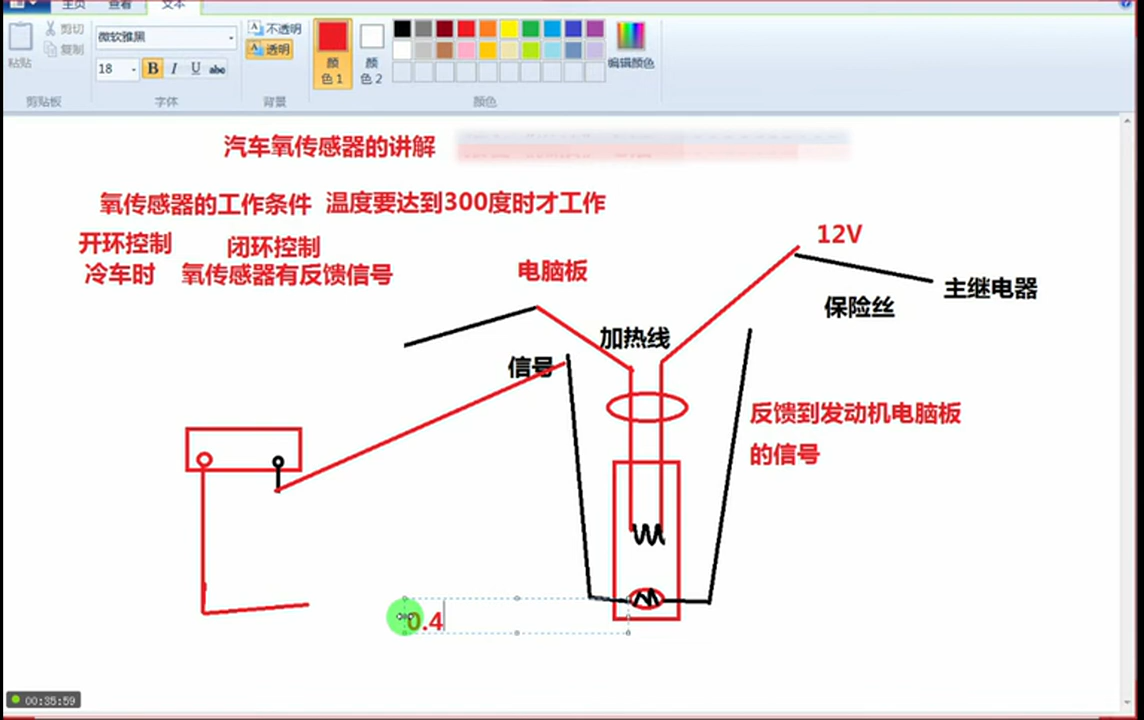 主页 查看 文本
粘贴 剪切 微软雅黑 不透明 颜色 1 颜色 2 编辑颜色
复制 18 B I U abc 透明
剪贴板 字体 背景 颜色
汽车氧传感器的讲解
氧传感器的工作条件 温度要达到300度时才工作
开环控制 闭环控制 12V
冷车时 氧传感器有反馈信号 电脑板 主继电器
保险丝
加热线
信号
反馈到发动机电脑板
的信号
0.4
00:35:59